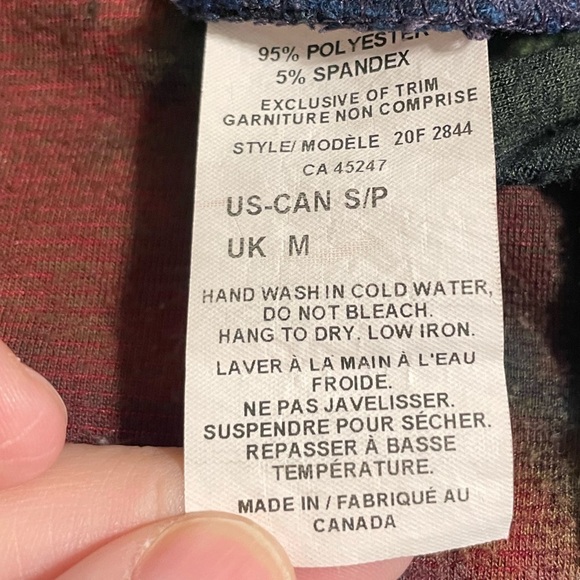 95% POLYESTER
5% SPANDEX
EXCLUSIVE OF TRIM
GARNITURE NON COMPRISE
STYLE/ MODÈLE 20F 2844
CA 45247
US-CAN S/P
UK M
HAND WASH IN COLD WATER,
DO NOT BLEACH.
HANG TO DRY. LOW IRON.
LAVER À LA MAIN À L'EAU
FROIDE.
NE PAS JAVELISSER.
SUSPENDRE POUR SÉCHER.
REPASSER À BASSE
TEMPÉRATURE.
MADE IN / FABRIQUÉ AU
CANADA